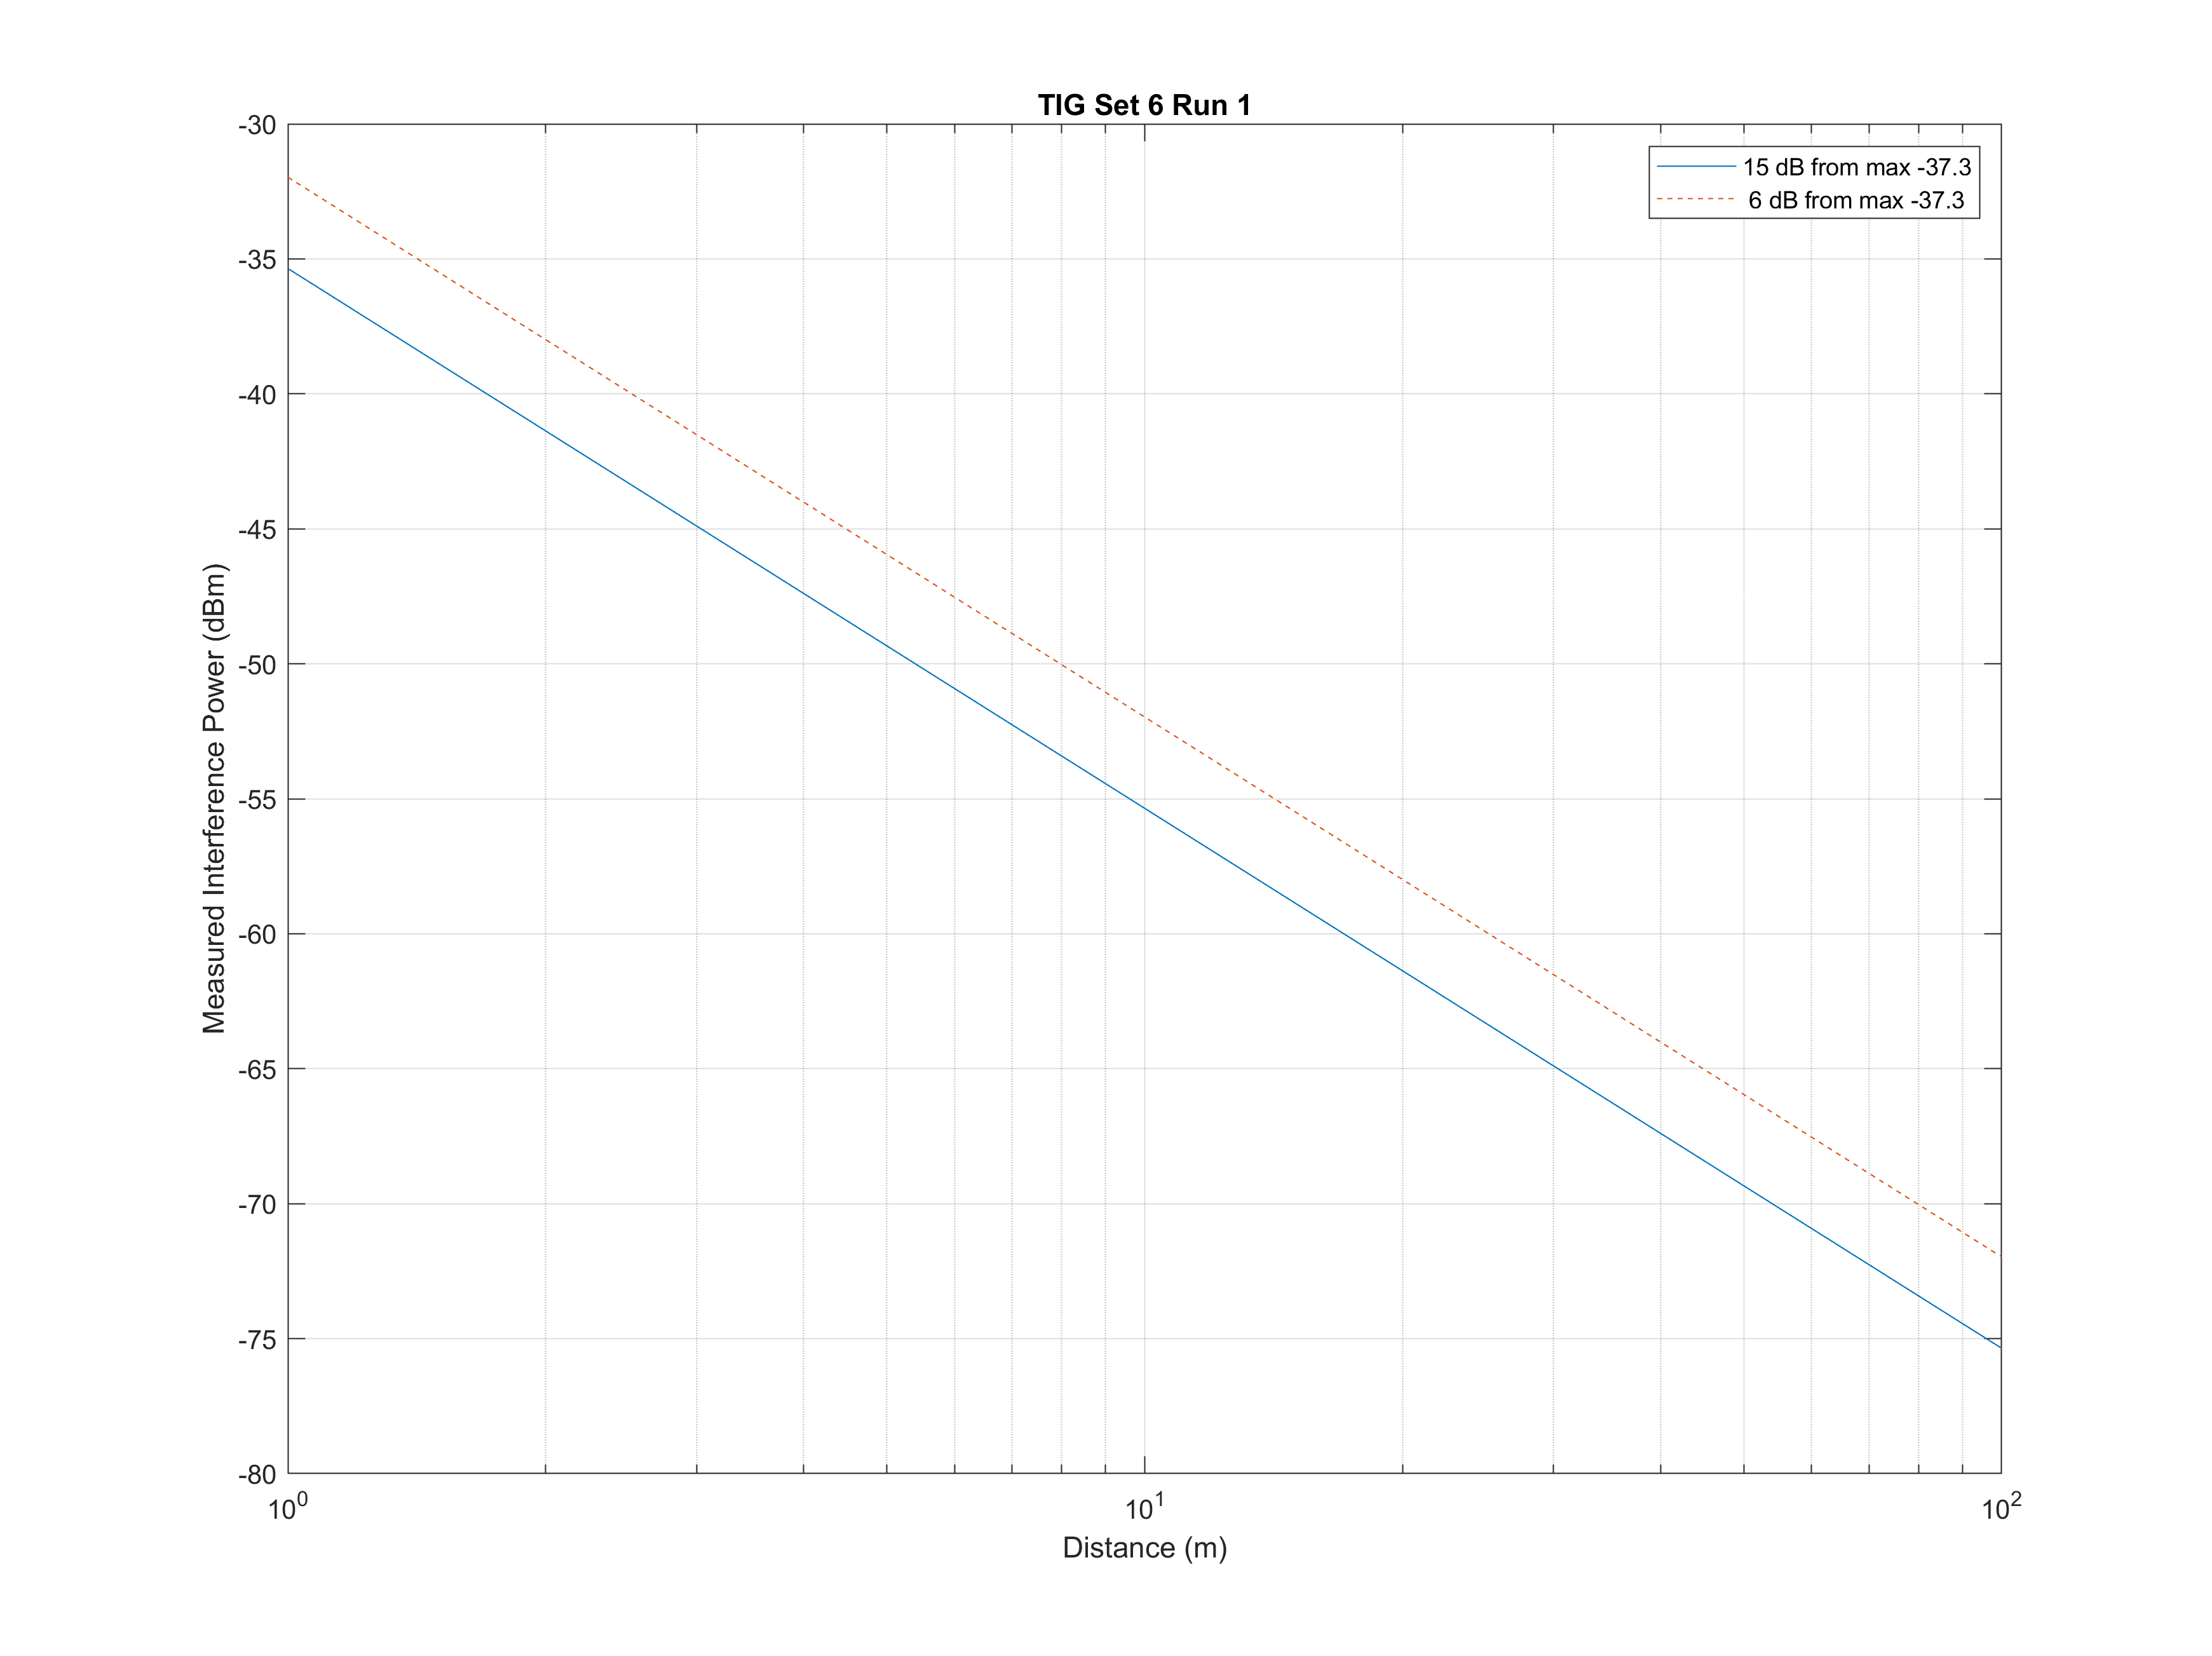 TIG Set 6 Run 1
15 dB from max -37.3
6 dB from max -37.3
Measured Interference Power (dBm)
-30
-35
-40
-45
-50
-55
-60
-65
-70
-75
-80
10^0
10^1
10^2
Distance (m)